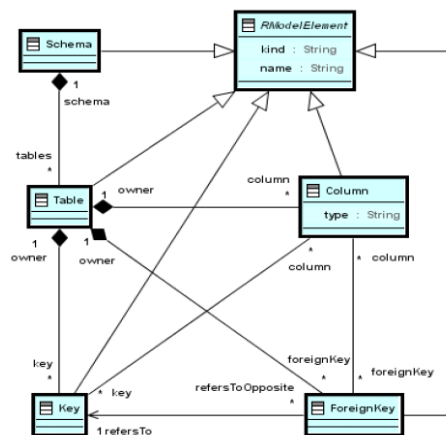 RModelElement
kind : String
name : String
Schema
1
schema
tables
*
owner
column
1
*
Table
Column
type : String
1
owner
1
owner
*
column
*
column
key
*
foreignKey
*
foreignKey
*
refersToOpposite
*
* key
Key
ForeignKey
1 refersTo